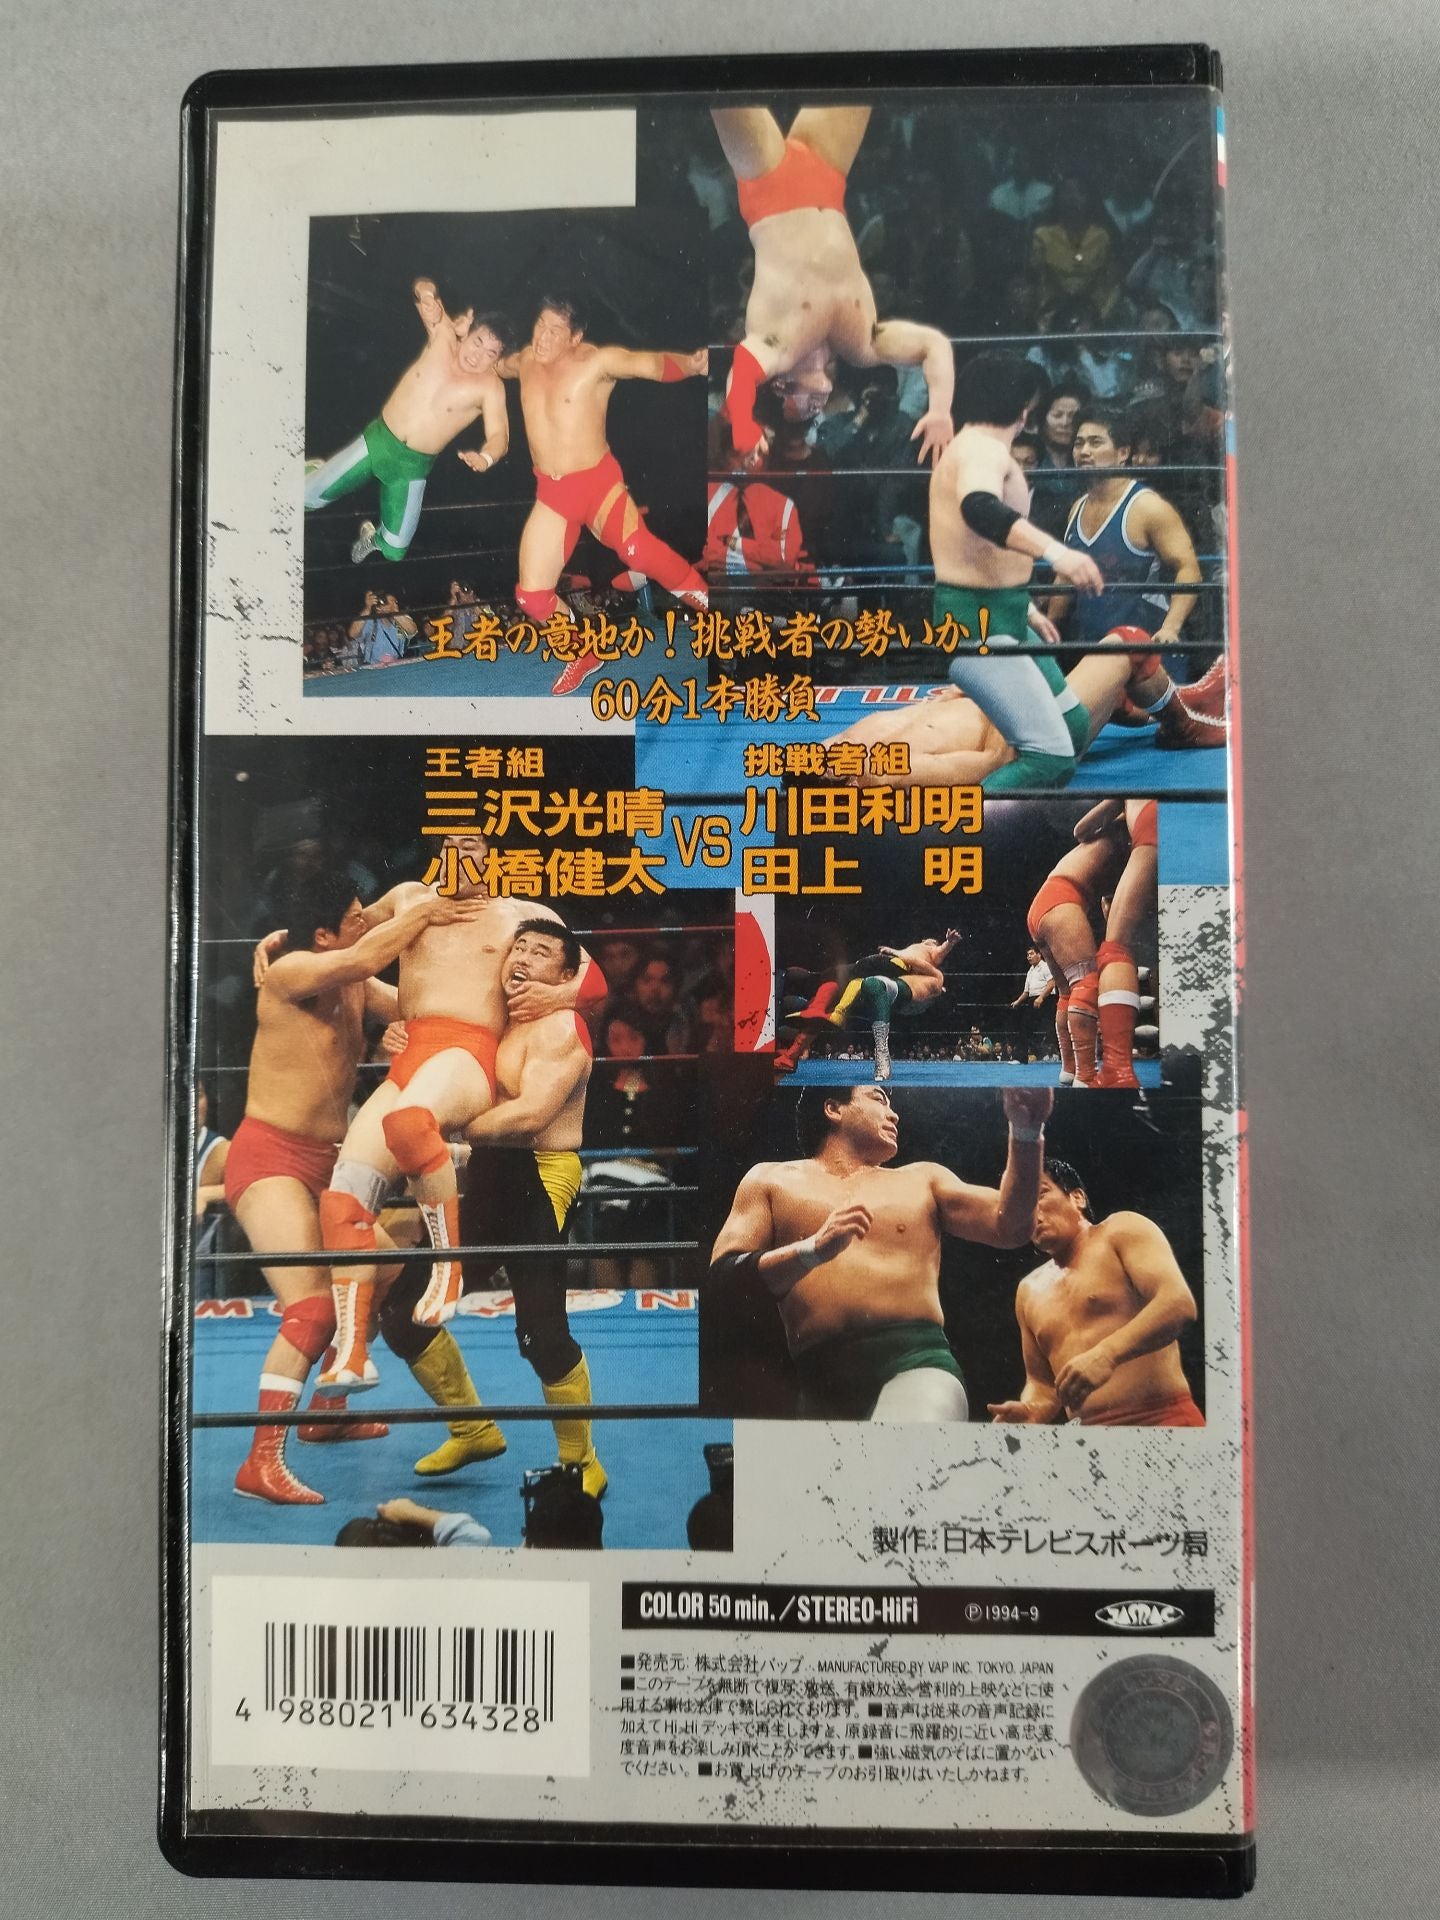 王者の意地か!挑戦者の勢いか!
60分1本勝負
王者組
三沢光晴
小橋健太
VS
挑戦者組
川田利明
田上 明
製作:日本テレビスポーツ局
COLOR 50 min./STEREO-HiFi ℗1994-9 JASRAC
4 988021 634328
■発売元:株式会社バップ MANUFACTURED BY VAP INC. TOKYO. JAPAN
■このテープを無断で複写、放送、有線放送、営利的上映などに使
用する事は法律で禁じられております。■音声は従来の音声記録に
加えてHi-Hiデッキで再生しますと、原録音に飛躍的に近い高忠実
度音声をお楽しみ頂くことができます。■強い磁気のそばに置かない
でください。■お買上げのテープのお引取りはいたしかねます。